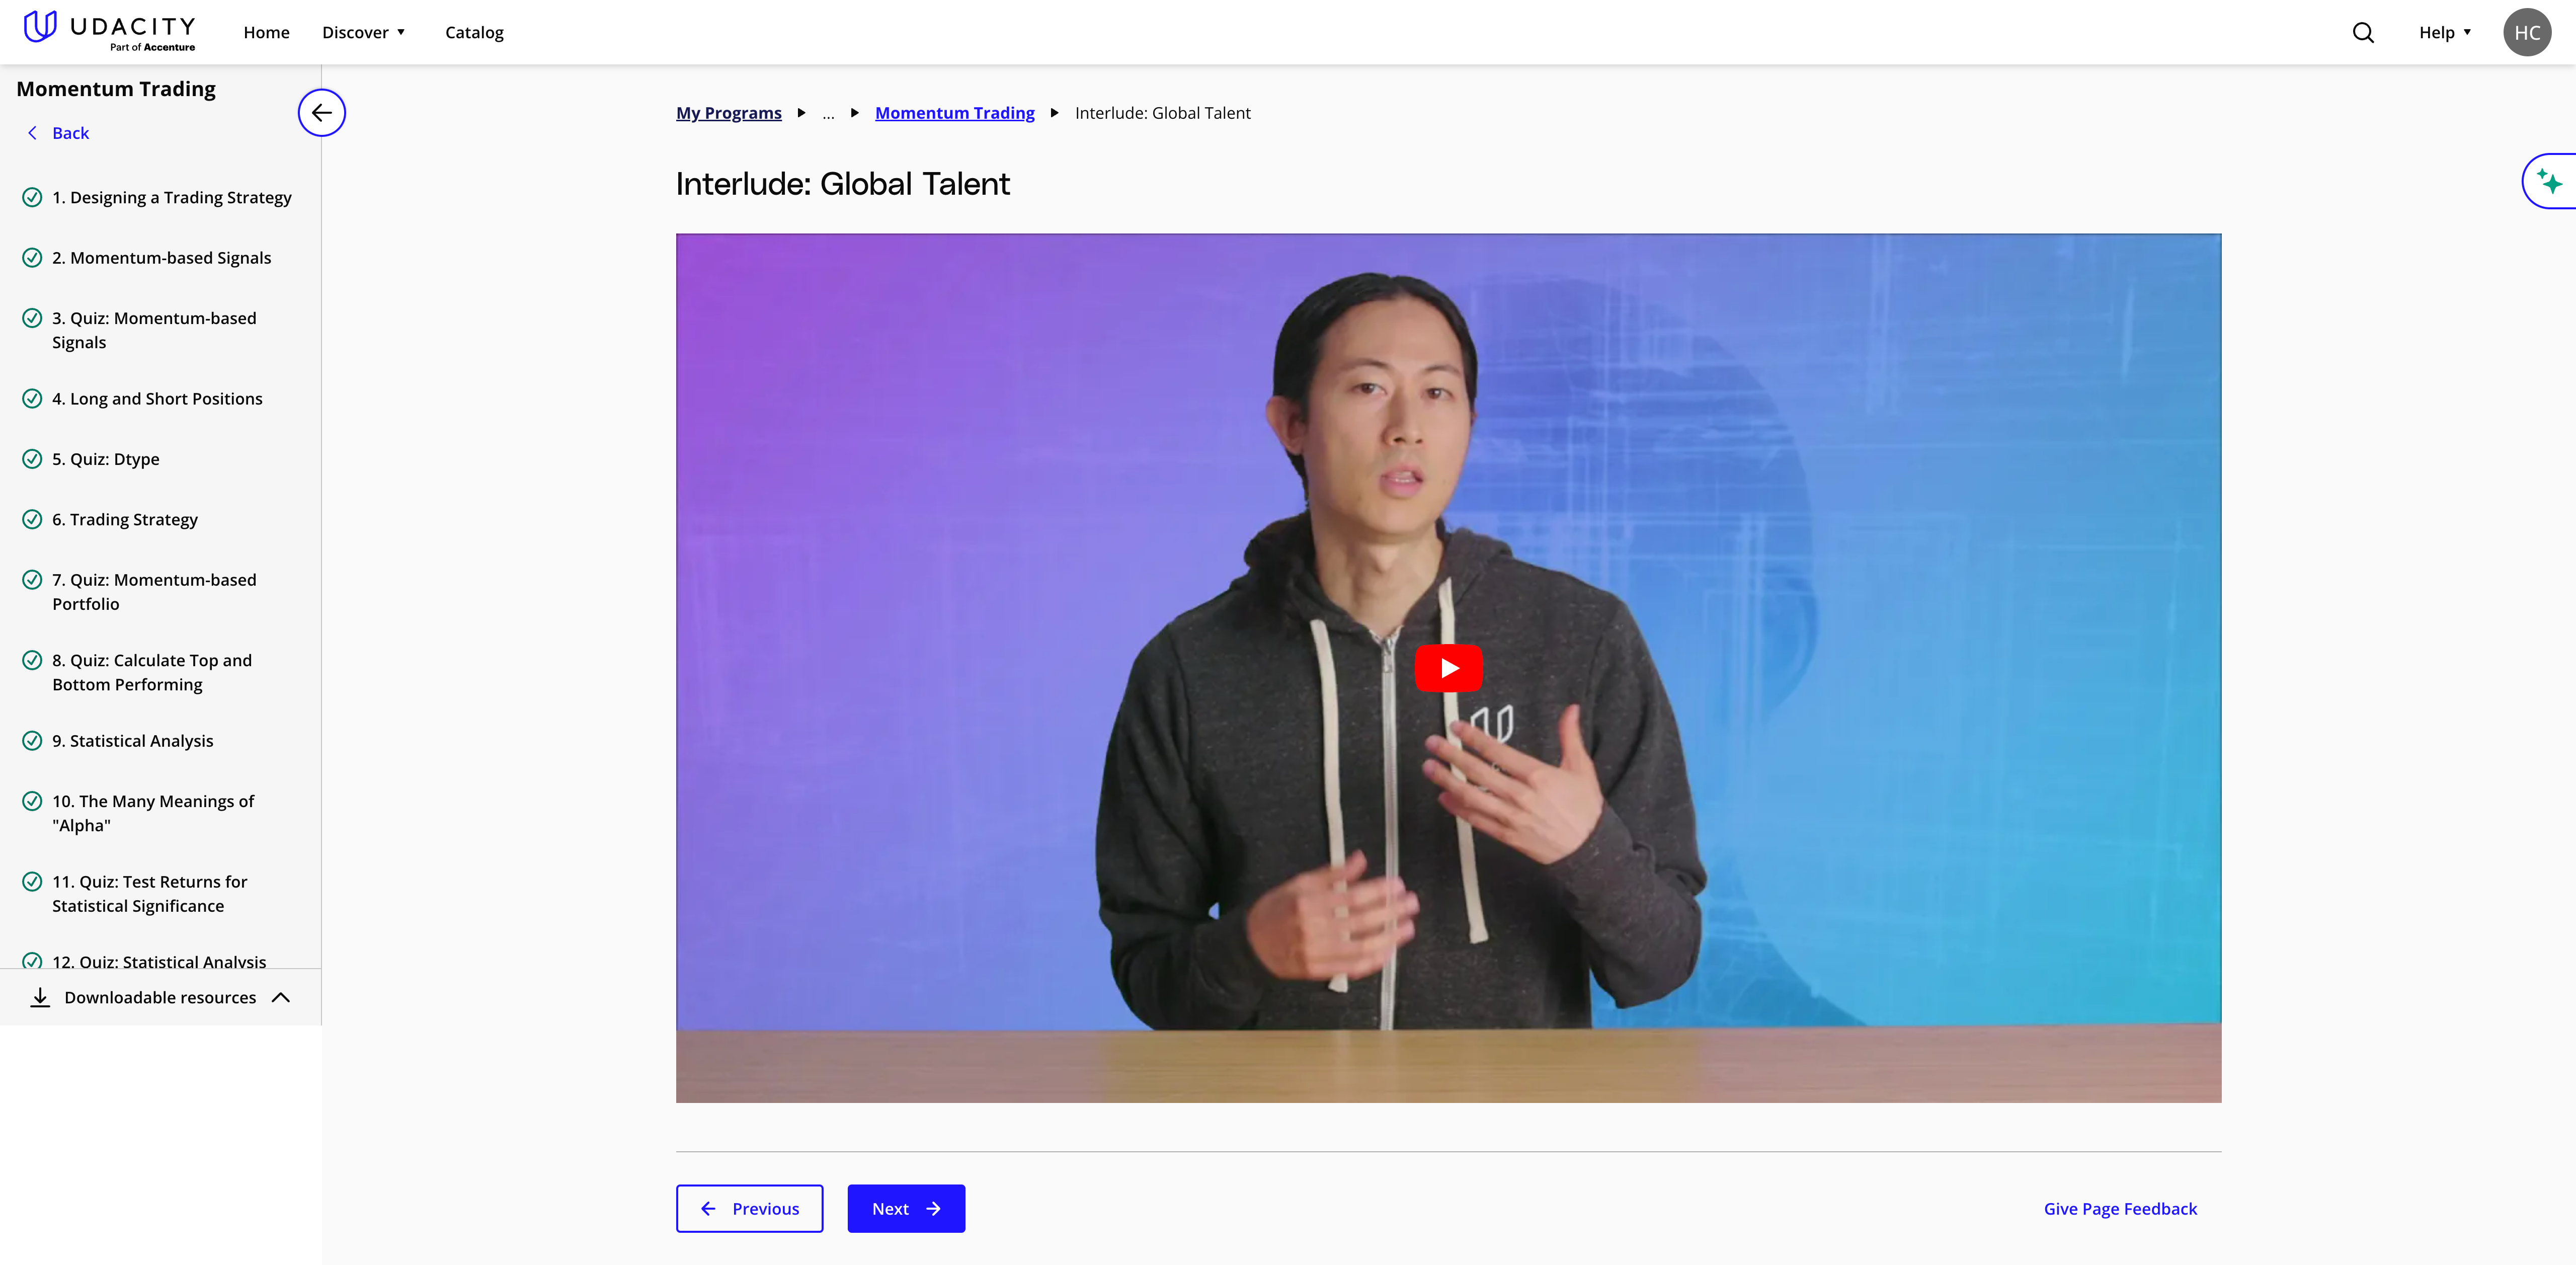 UDACITY
Part of Accenture
Home
Discover
Catalog
Help
HC
Momentum Trading
Back
1. Designing a Trading Strategy
2. Momentum-based Signals
3. Quiz: Momentum-based
Signals
4. Long and Short Positions
5. Quiz: Dtype
6. Trading Strategy
7. Quiz: Momentum-based
Portfolio
8. Quiz: Calculate Top and
Bottom Performing
9. Statistical Analysis
10. The Many Meanings of
"Alpha"
11. Quiz: Test Returns for
Statistical Significance
12. Quiz: Statistical Analysis
Downloadable resources
My Programs ... Momentum Trading Interlude: Global Talent
Interlude: Global Talent
Previous
Next
Give Page Feedback